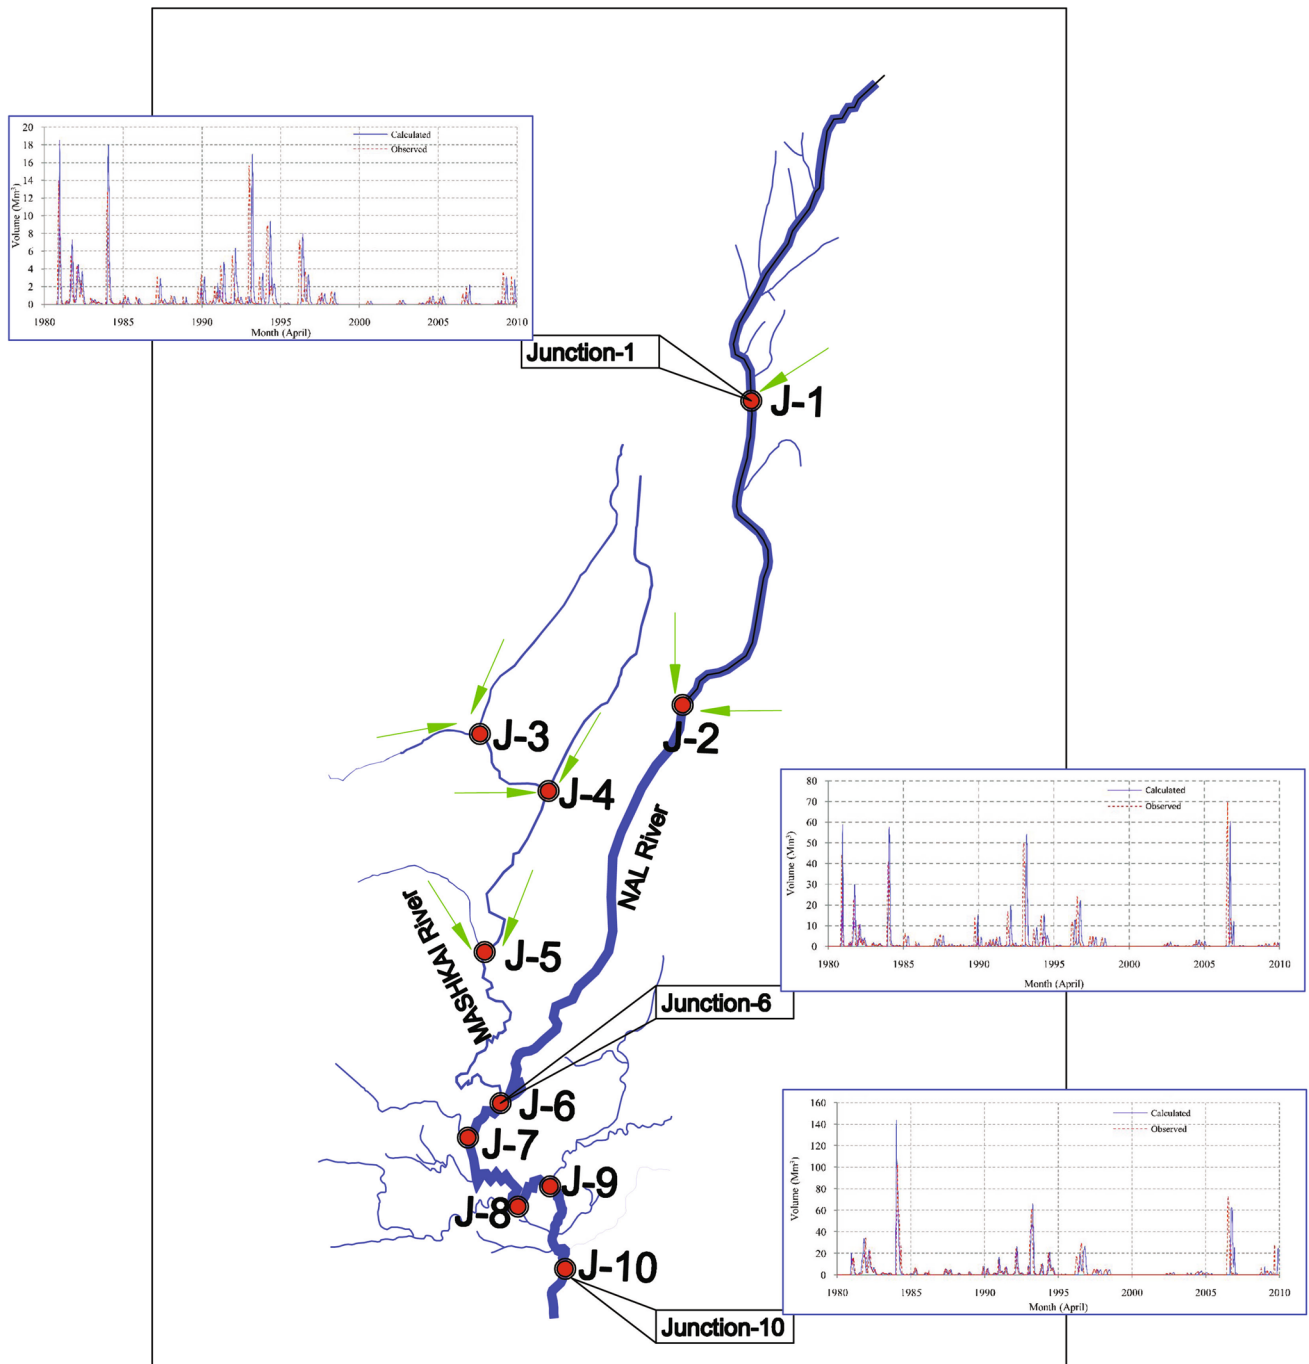 20
18
16
14
12
10
8
6
4
2
0
Volume (Mm³)
Calculated
Observed
1980 1985 1990 1995 2000 2005 2010
Month (April)
Junction-1
J-1
J-2
J-3
J-4
NAL River
MASHKAI River
J-5
80
70
60
50
40
30
20
10
0
Volume (Mm³)
Calculated
Observed
1980 1985 1990 1995 2000 2005 2010
Month (April)
Junction-6
J-6
J-7
J-9
J-8
J-10
Junction-10
160
140
120
100
80
60
40
20
0
Volume (Mm³)
Calculated
Observed
1980 1985 1990 1995 2000 2005 2010
Month (April)